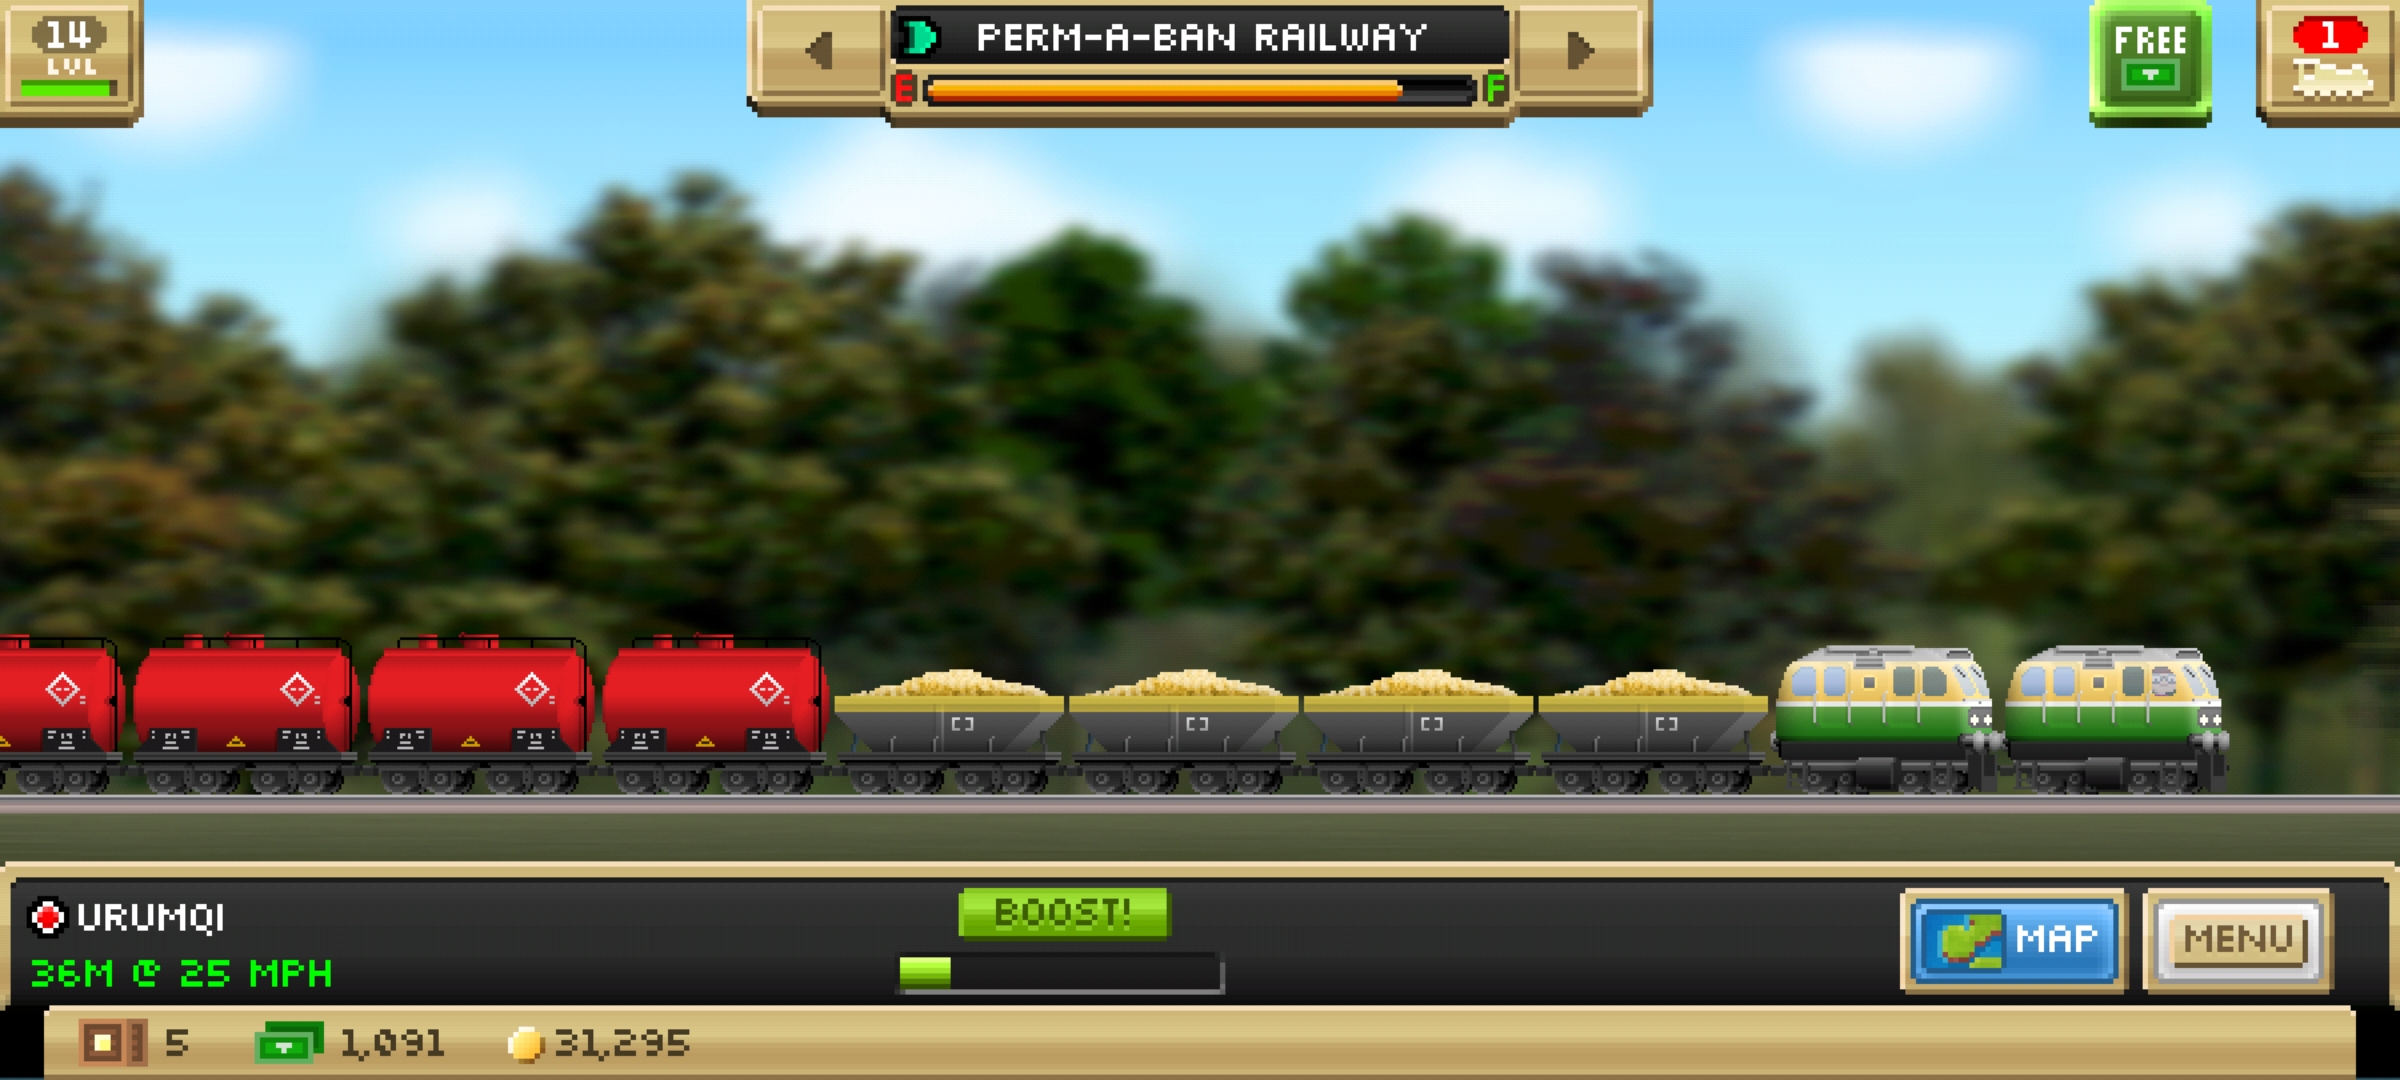 14
LVL
PERM-A-BAN RAILWAY
E F
FREE
1
URUMQI
36M @ 25 MPH
BOOST!
MAP
MENU
5
1,091
31,295